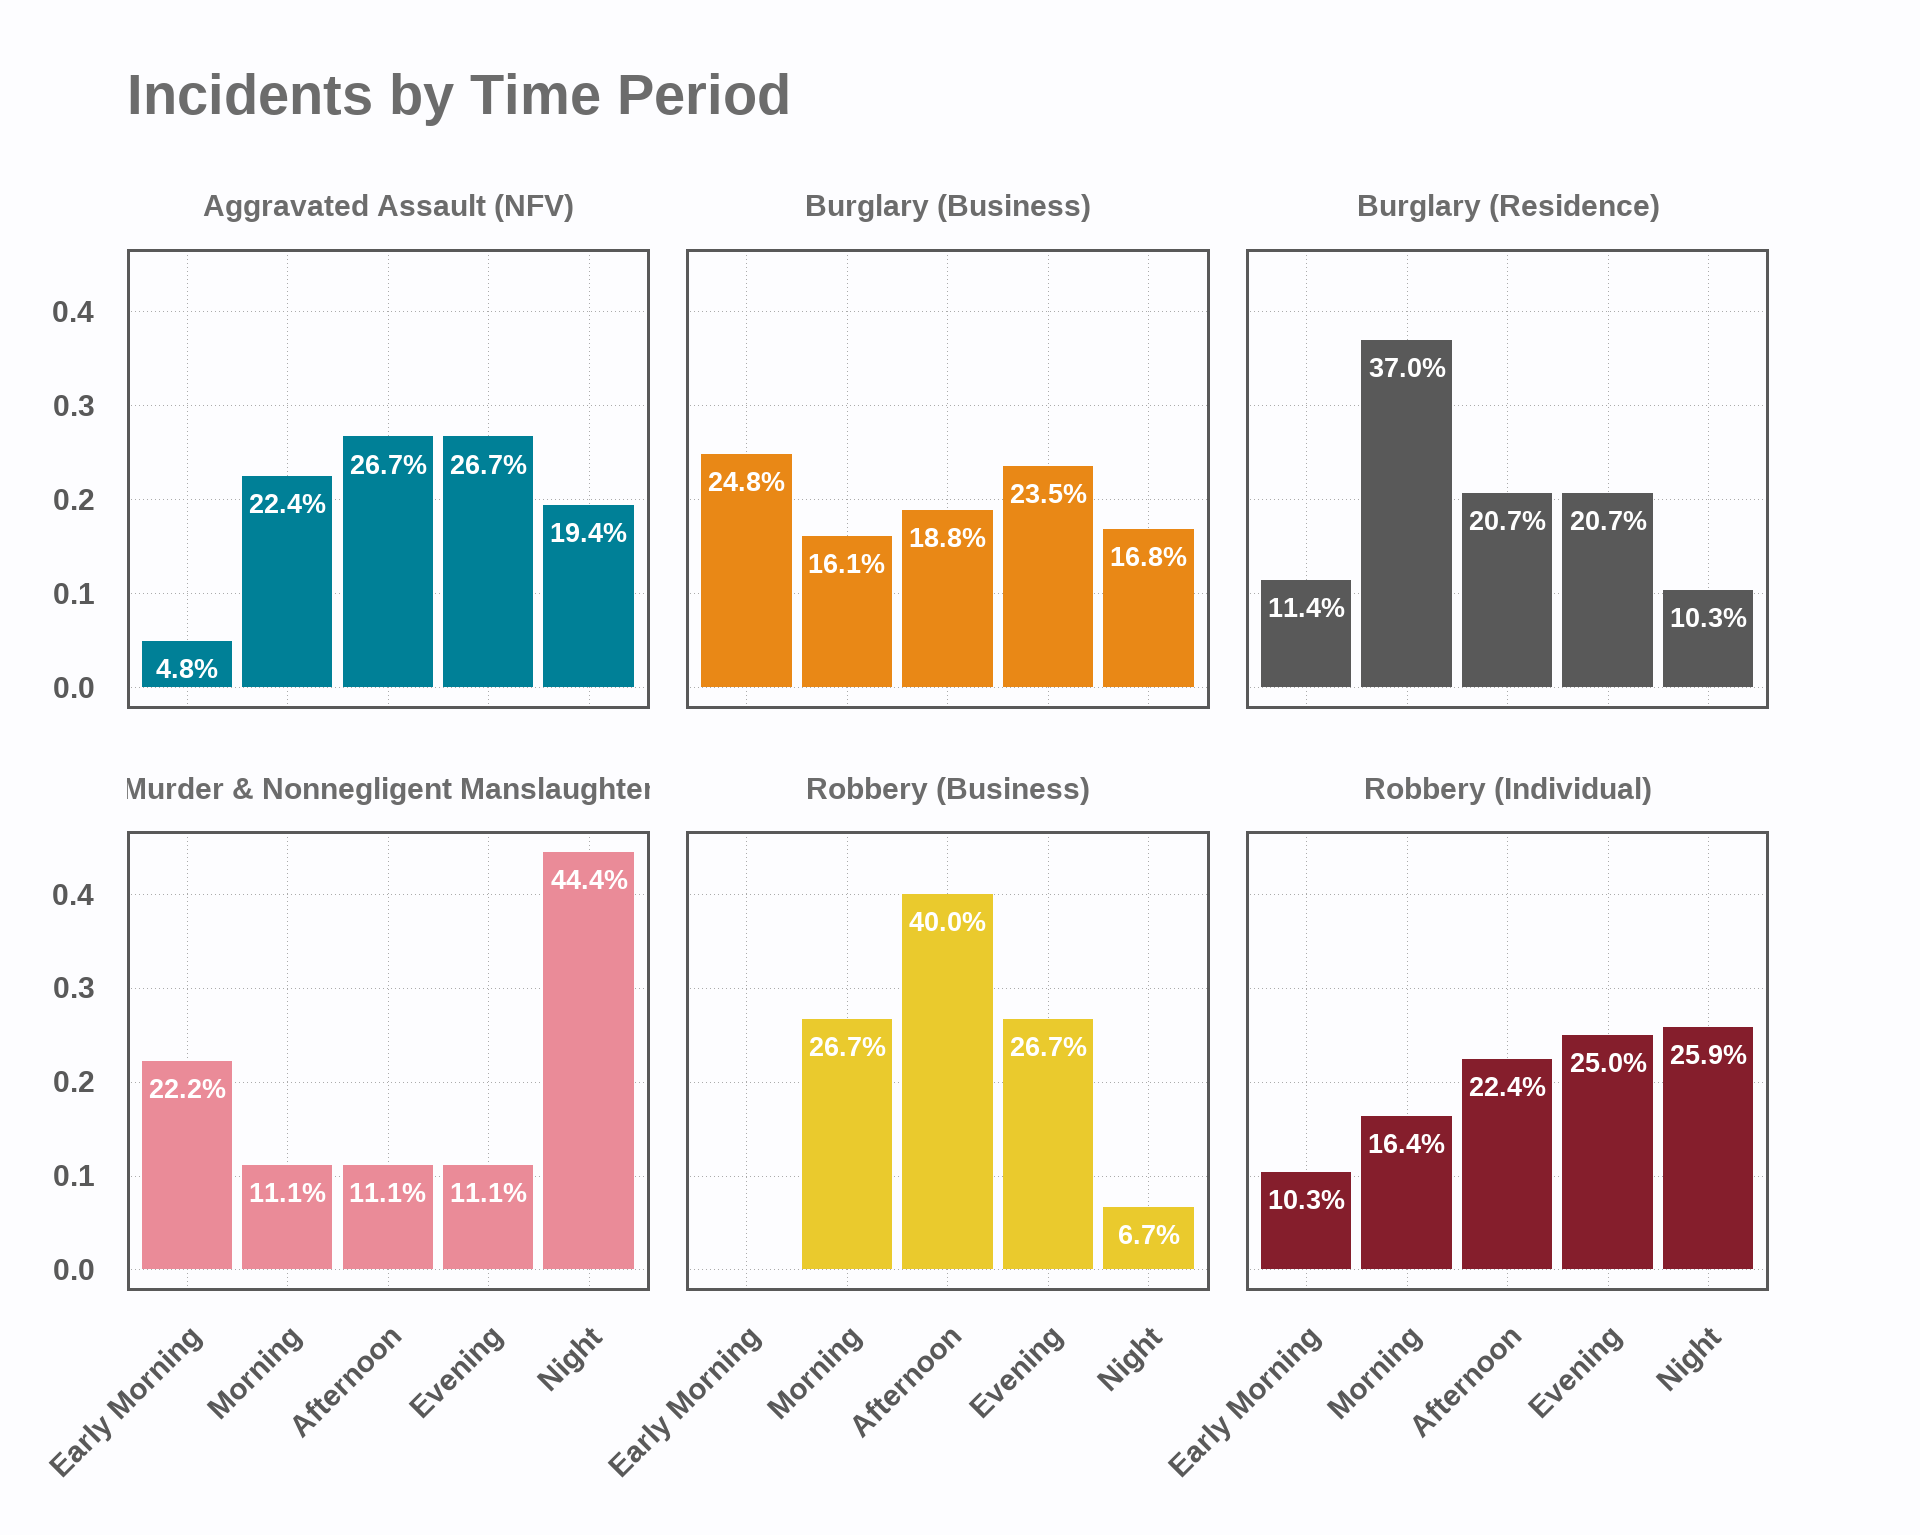 Incidents by Time Period
Aggravated Assault (NFV)
Burglary (Business)
Burglary (Residence)
0.4
0.3
0.2
0.1
0.0
4.8%
22.4%
26.7%
26.7%
19.4%
24.8%
16.1%
18.8%
23.5%
16.8%
11.4%
37.0%
20.7%
20.7%
10.3%
Murder & Nonnegligent Manslaughter
Robbery (Business)
Robbery (Individual)
0.4
0.3
0.2
0.1
0.0
22.2%
11.1%
11.1%
11.1%
44.4%
26.7%
40.0%
26.7%
6.7%
10.3%
16.4%
22.4%
25.0%
25.9%
Early Morning
Morning
Afternoon
Evening
Night
Early Morning
Morning
Afternoon
Evening
Night
Early Morning
Morning
Afternoon
Evening
Night